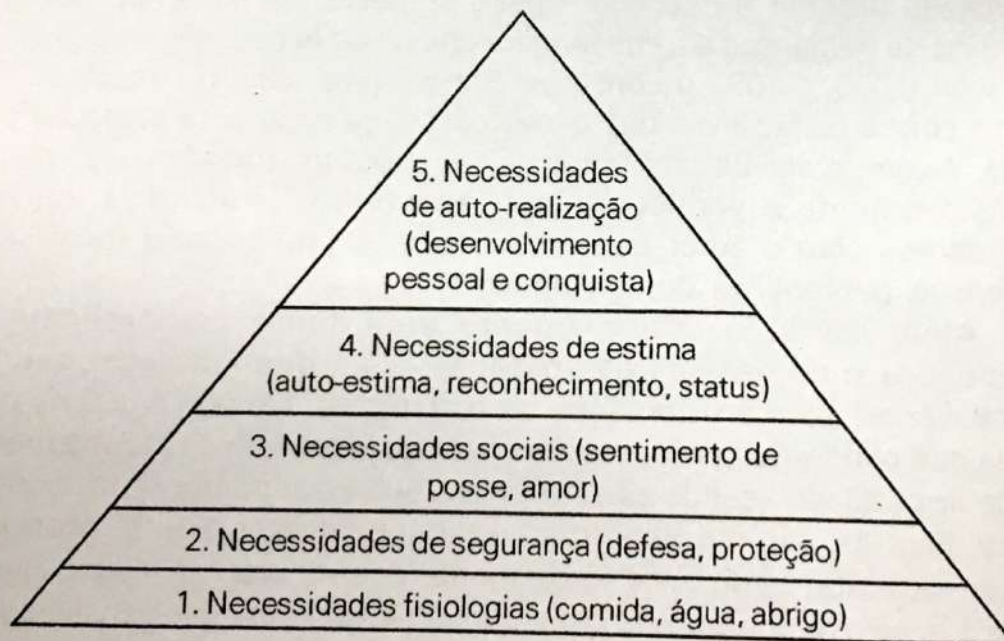 5. Necessidades
de auto-realização
(desenvolvimento
pessoal e conquista)
4. Necessidades de estima
(auto-estima, reconhecimento, status)
3. Necessidades sociais (sentimento de
posse, amor)
2. Necessidades de segurança (defesa, proteção)
1. Necessidades fisiologias (comida, água, abrigo)